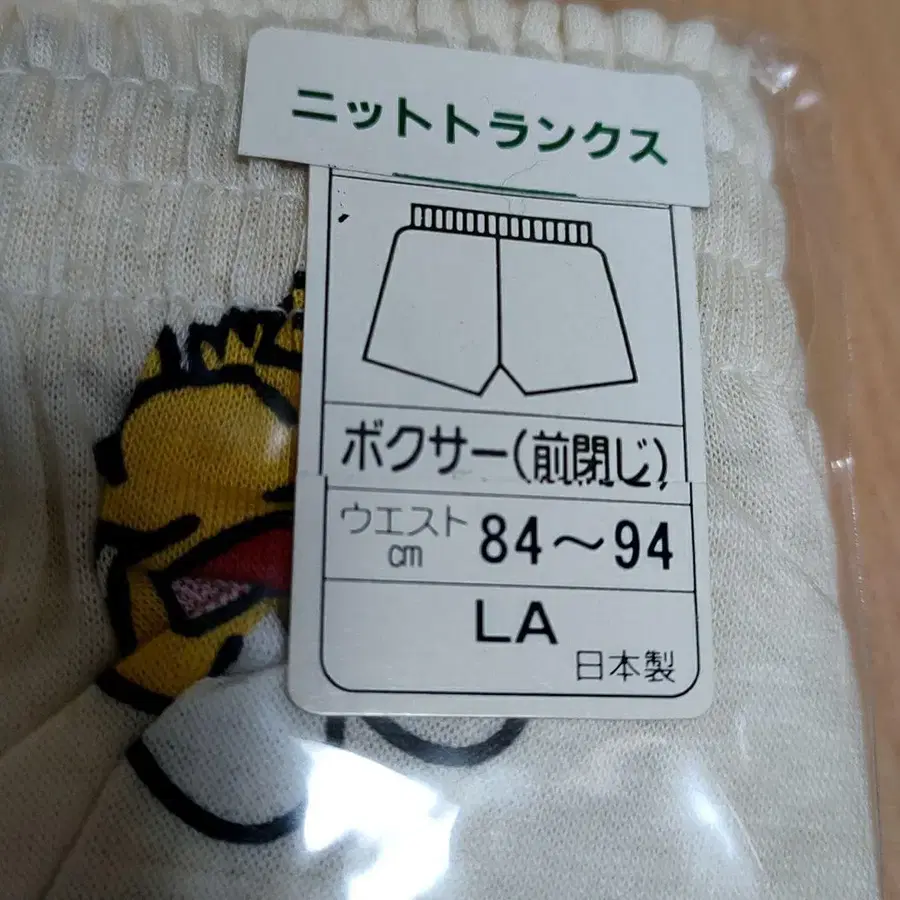 ニットトランクス
ボクサー(前閉じ)
ウエスト
cm 84～94
LA
日本製